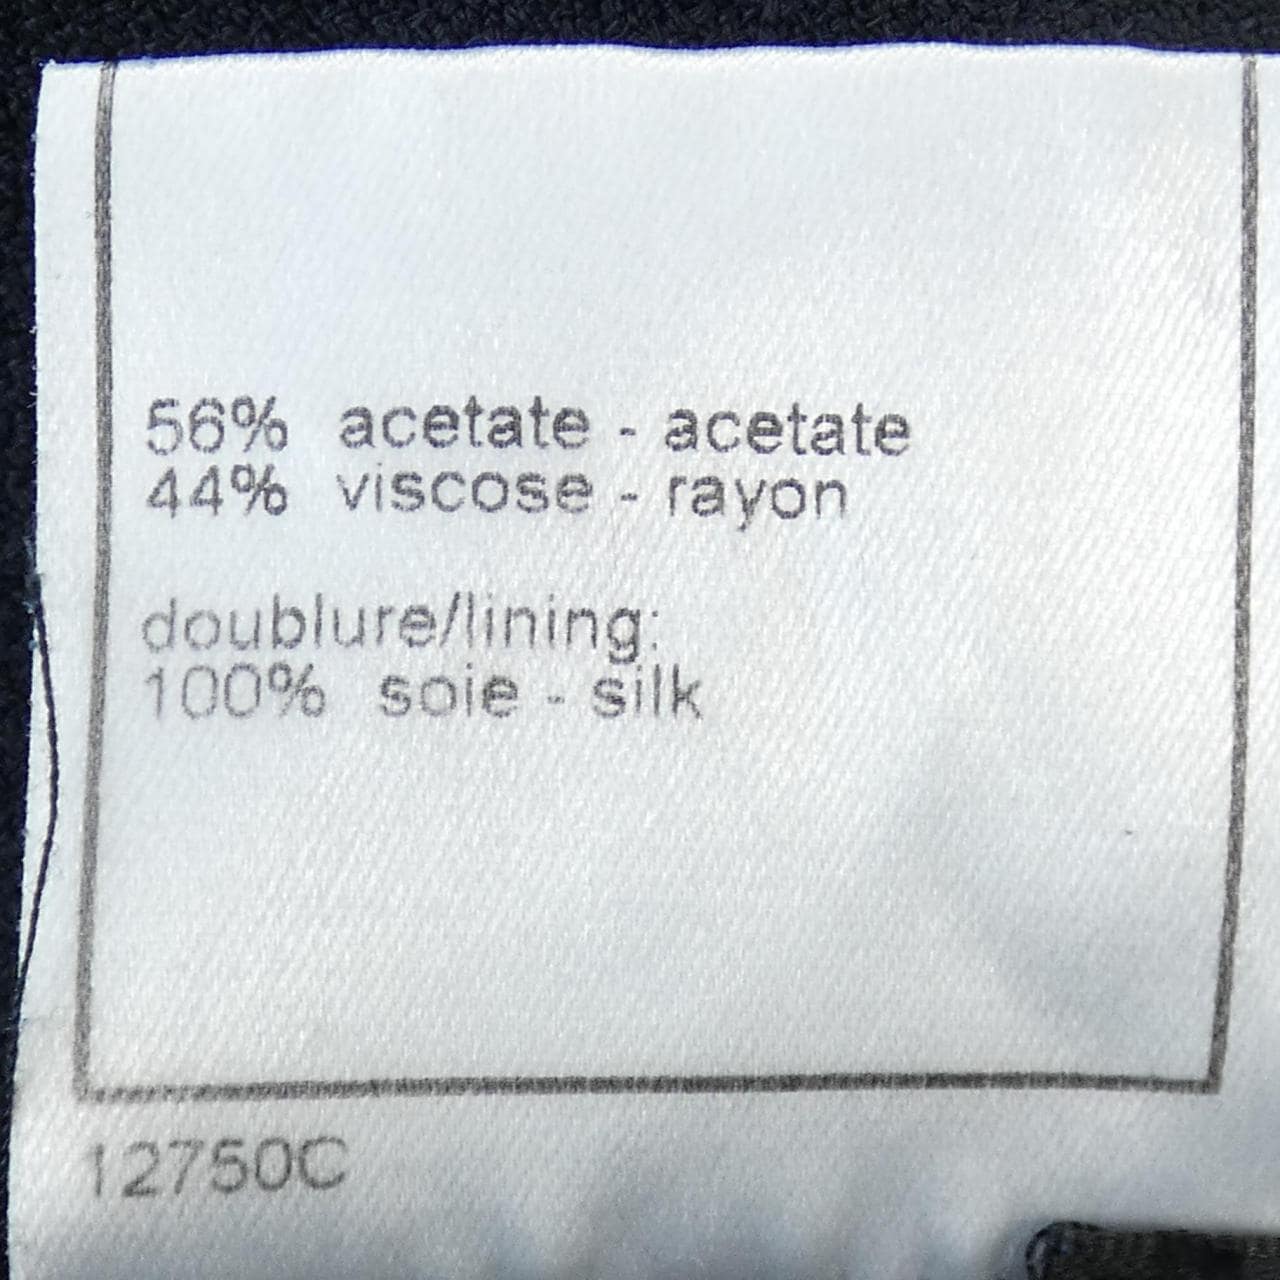 56% acetate - acetate
44% viscose - rayon
doublure/lining:
100% soie - silk
12750C